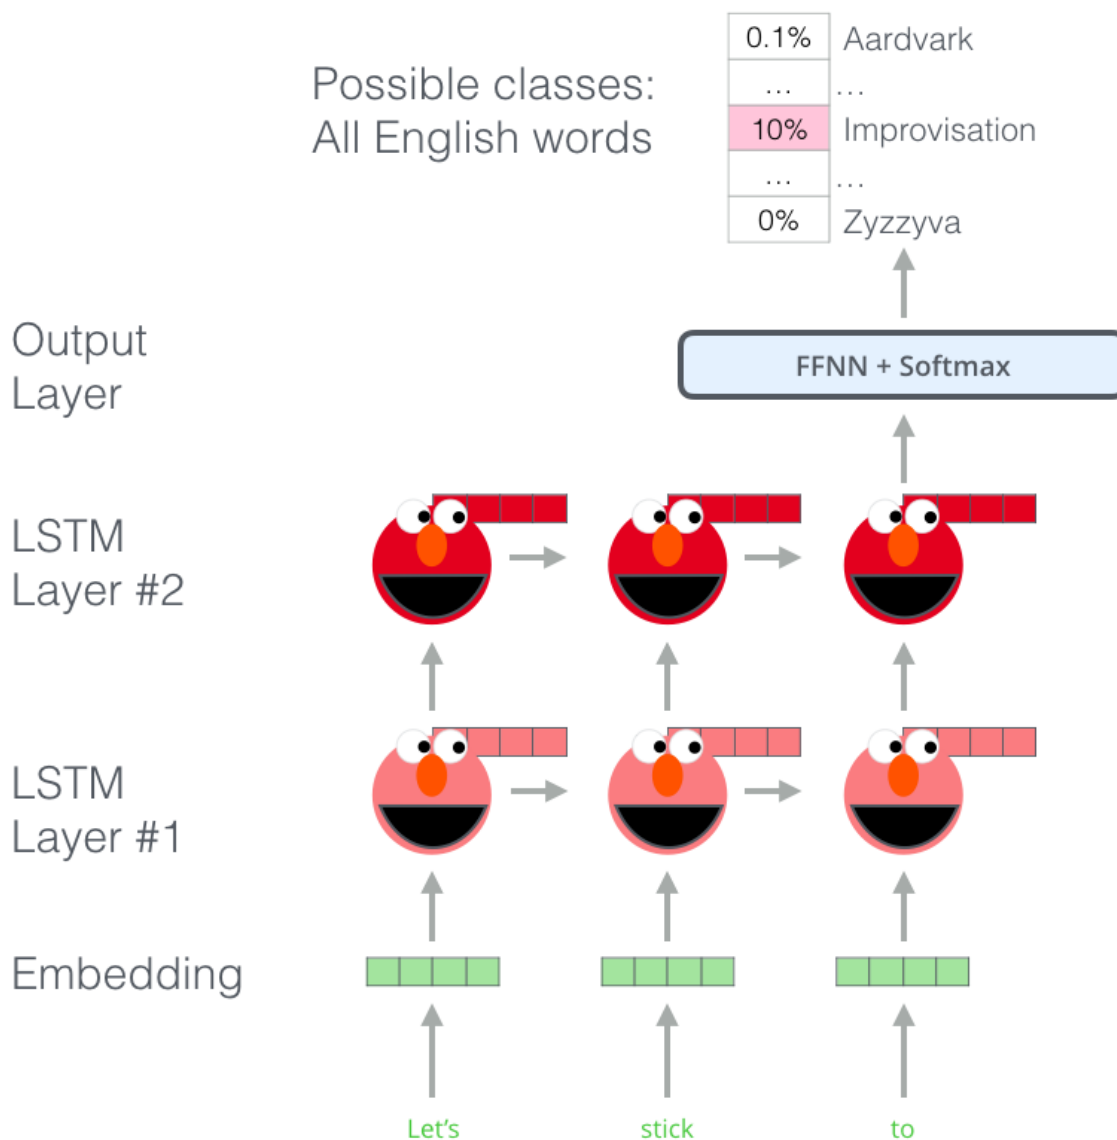 Possible classes:
All English words
0.1% Aardvark
... ...
10% Improvisation
... ...
0% Zyzzyva
Output
Layer
FFNN + Softmax
LSTM
Layer #2
LSTM
Layer #1
Embedding
Let's stick to